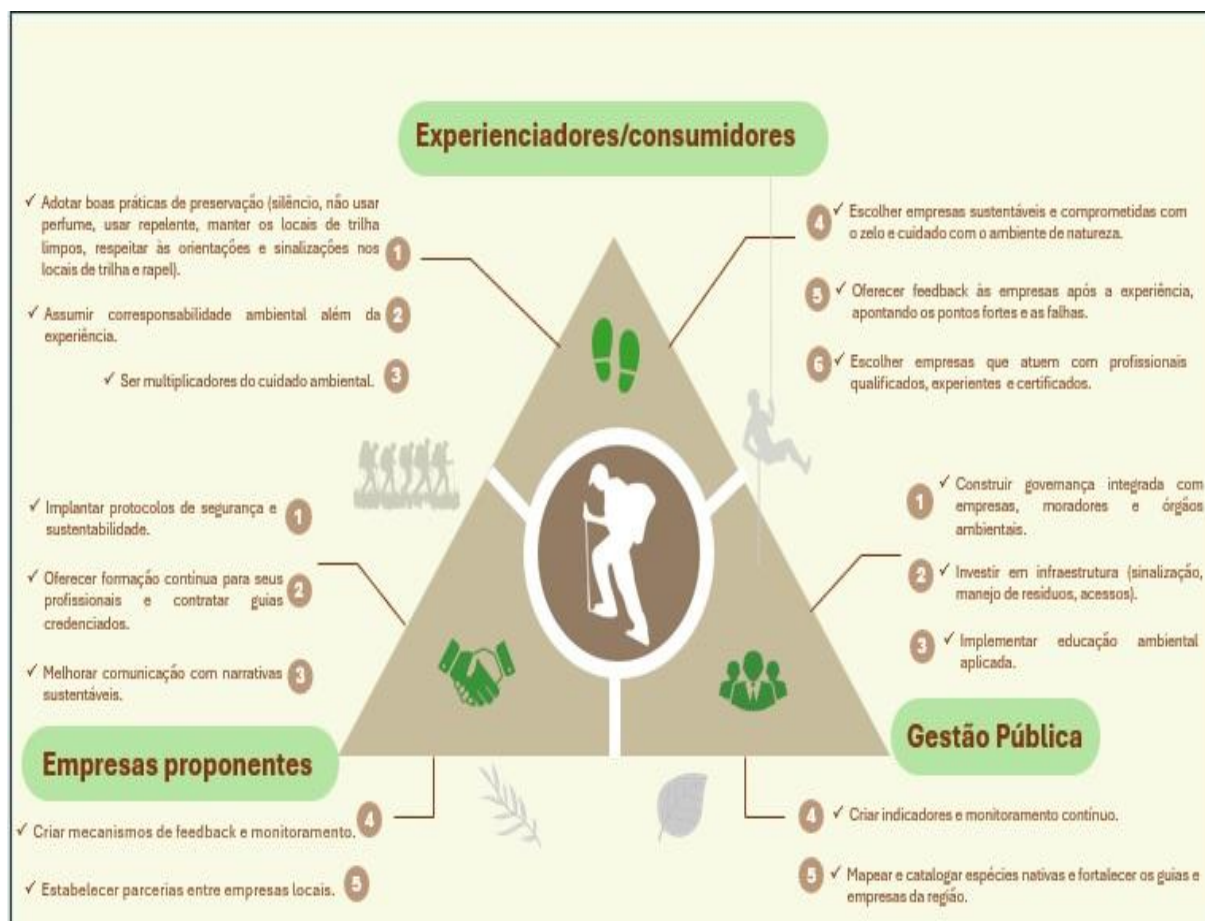 Experienciadores/consumidores
✓ Adotar boas práticas de preservação (silêncio, não usar
perfume, usar repelente, manter os locais de trilha
limpos, respeitar às orientações e sinalizações nos
locais de trilha e rapel).
1
✓ Assumir corresponsabilidade ambiental além da
experiência.
2
✓ Ser multiplicadores do cuidado ambiental.
3
4
✓ Escolher empresas sustentáveis e comprometidas com
o zelo e cuidado com o ambiente de natureza.
5
✓ Oferecer feedback às empresas após a experiência,
apontando os pontos fortes e as falhas.
6
✓ Escolher empresas que atuem com profissionais
qualificados, experientes e certificados.
✓ Implantar protocolos de segurança e
sustentabilidade.
1
✓ Oferecer formação contínua para seus
profissionais e contratar guias
credenciados.
2
✓ Melhorar comunicação com narrativas
sustentáveis.
3
Empresas proponentes
✓ Criar mecanismos de feedback e monitoramento.
4
✓ Estabelecer parcerias entre empresas locais.
5
1
✓ Construir governança integrada com
empresas, moradores e órgãos
ambientais.
2
✓ Investir em infraestrutura (sinalização,
manejo de resíduos, acessos).
3
✓ Implementar educação ambiental
aplicada.
Gestão Pública
4
✓ Criar indicadores e monitoramento contínuo.
5
✓ Mapear e catalogar espécies nativas e fortalecer os guias e
empresas da região.